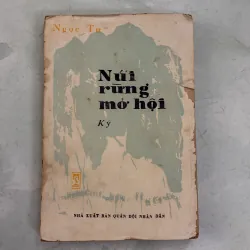 Ngọc Tự
Núi
rừng
mở hội
Ký
NHÀ XUẤT BẢN QUÂN ĐỘI NHÂN DÂN